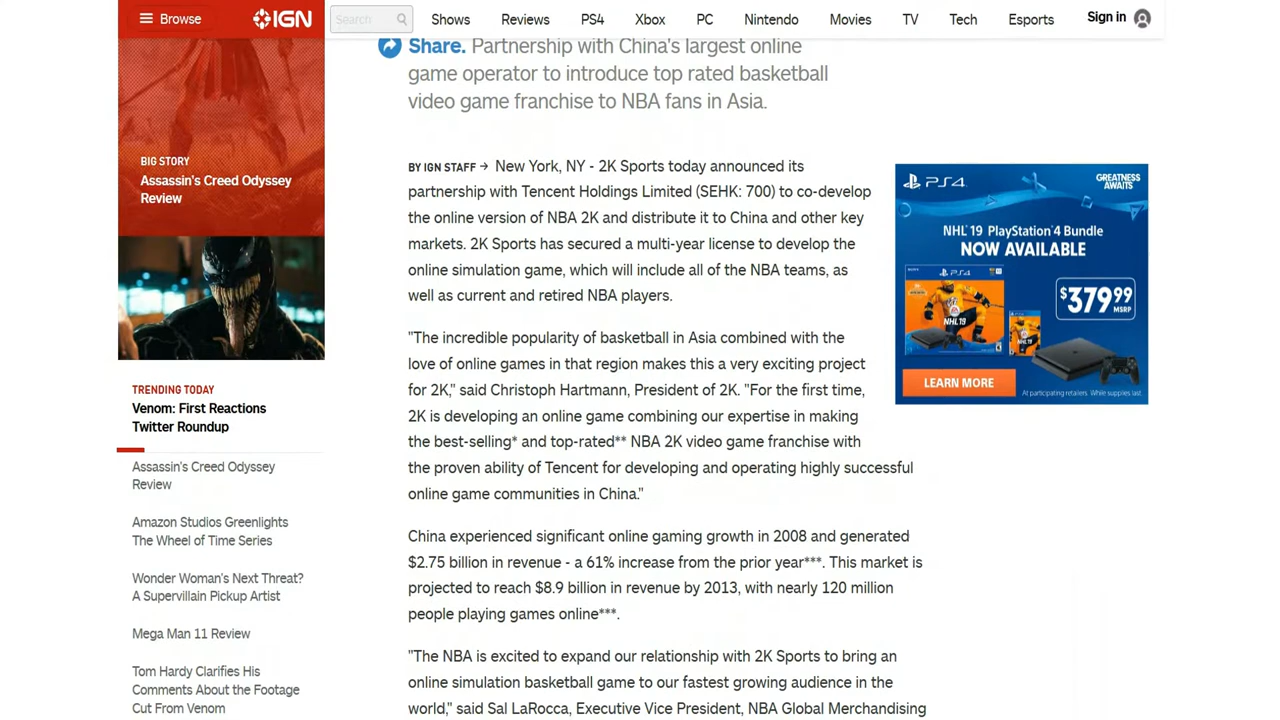 Browse
IGN
Search
Shows
Reviews
PS4
Xbox
PC
Nintendo
Movies
TV
Tech
Esports
Sign in
BIG STORY
Assassin's Creed Odyssey
Review
TRENDING TODAY
Venom: First Reactions
Twitter Roundup
Assassin's Creed Odyssey
Review
Amazon Studios Greenlights
The Wheel of Time Series
Wonder Woman's Next Threat?
A Supervillain Pickup Artist
Mega Man 11 Review
Tom Hardy Clarifies His
Comments About the Footage
Cut From Venom
Share. Partnership with China's largest online
game operator to introduce top rated basketball
video game franchise to NBA fans in Asia.
BY IGN STAFF → New York, NY - 2K Sports today announced its
partnership with Tencent Holdings Limited (SEHK: 700) to co-develop
the online version of NBA 2K and distribute it to China and other key
markets. 2K Sports has secured a multi-year license to develop the
online simulation game, which will include all of the NBA teams, as
well as current and retired NBA players.
"The incredible popularity of basketball in Asia combined with the
love of online games in that region makes this a very exciting project
for 2K," said Christoph Hartmann, President of 2K. "For the first time,
2K is developing an online game combining our expertise in making
the best-selling* and top-rated** NBA 2K video game franchise with
the proven ability of Tencent for developing and operating highly successful
online game communities in China."
China experienced significant online gaming growth in 2008 and generated
$2.75 billion in revenue - a 61% increase from the prior year***. This market is
projected to reach $8.9 billion in revenue by 2013, with nearly 120 million
people playing games online***.
"The NBA is excited to expand our relationship with 2K Sports to bring an
online simulation basketball game to our fastest growing audience in the
world," said Sal LaRocca, Executive Vice President, NBA Global Merchandising
PS4
GREATNESS
AWAITS
NHL 19 PlayStation 4 Bundle
NOW AVAILABLE
PS4
NHL 19
NHL19
$379.99
MSRP
LEARN MORE
At participating retailers. While supplies last.